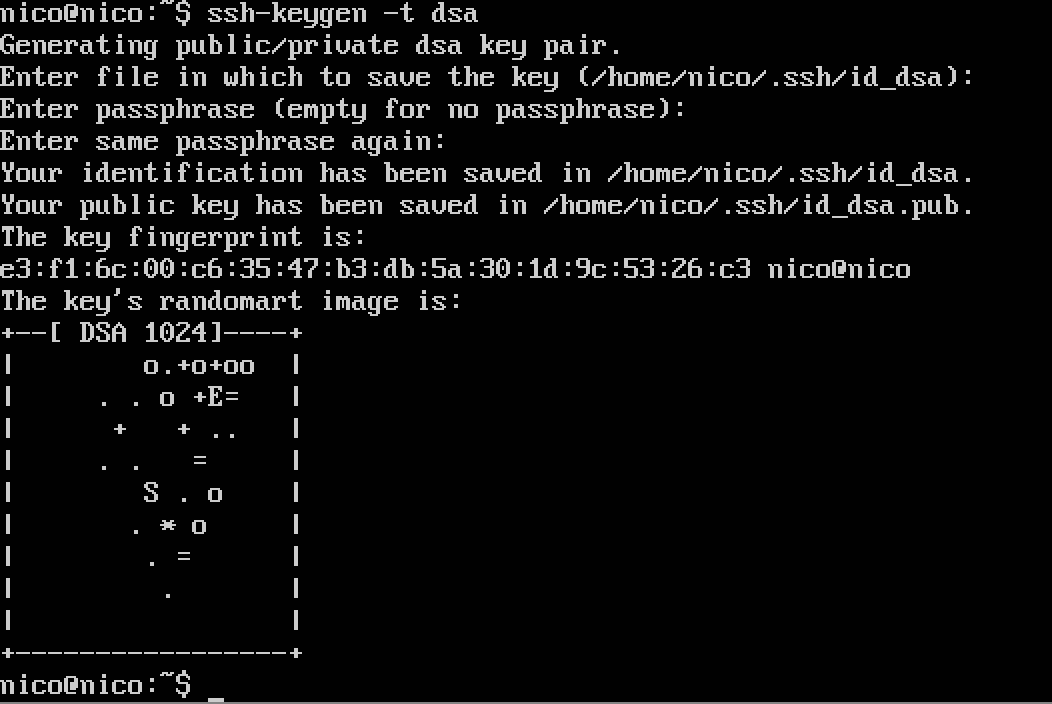 nico@nico:~$ ssh-keygen -t dsa
Generating public/private dsa key pair.
Enter file in which to save the key (/home/nico/.ssh/id_dsa):
Enter passphrase (empty for no passphrase):
Enter same passphrase again:
Your identification has been saved in /home/nico/.ssh/id_dsa.
Your public key has been saved in /home/nico/.ssh/id_dsa.pub.
The key fingerprint is:
e3:f1:6c:00:c6:35:47:b3:db:5a:30:1d:9c:53:26:c3 nico@nico
The key's randomart image is:
+--[ DSA 1024]----+
|        o.+o+oo  |
|     . . o +E=   |
|      +   + ..   |
|     . .   =     |
|        S . o    |
|       . * o     |
|        . =      |
|         .       |
|                 |
+-----------------+
nico@nico:~$ _